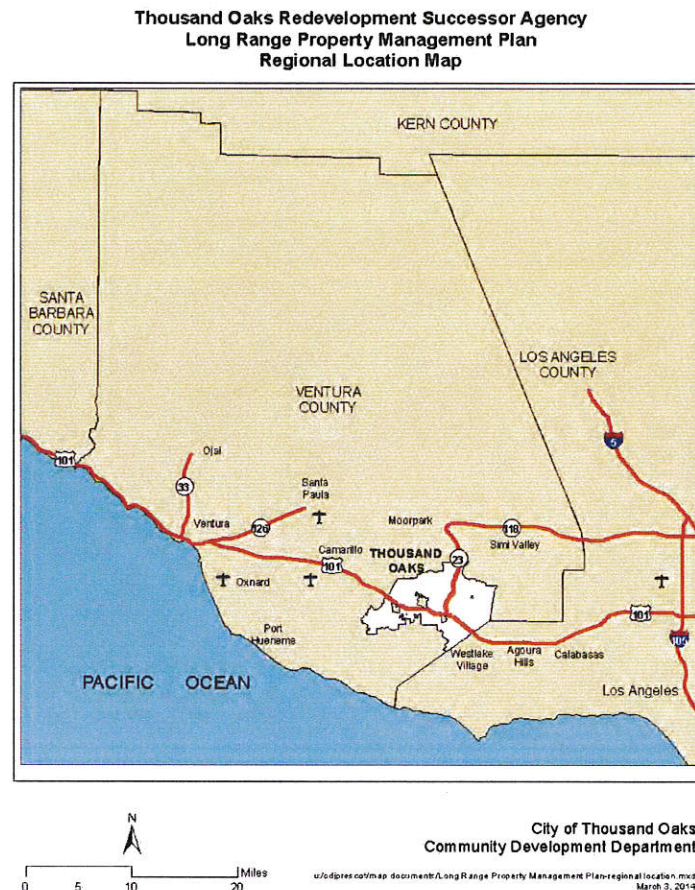 Thousand Oaks Redevelopment Successor Agency
Long Range Property Management Plan
Regional Location Map
KERN COUNTY
SANTA
BARBARA
COUNTY
LOS ANGELES
COUNTY
VENTURA
COUNTY
5
101
Ojai
33
Santa
Paula
Ventura
126
Moorpark
118
Simi Valley
Camarillo
THOUSAND
OAKS
101
23
Oxnard
101
Port
Hueneme
Westlake
Village
Agoura
Hills
Calabasas
PACIFIC OCEAN
Los Angeles
N
City of Thousand Oaks
Community Development Department
Miles
0 5 10 20
March 3, 2014